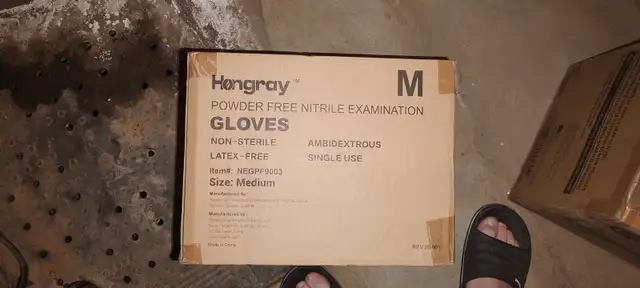 Hongray™
M
POWDER FREE NITRILE EXAMINATION
GLOVES
NON-STERILE AMBIDEXTROUS
LATEX-FREE SINGLE USE
Item#: NEGPF9003
Size: Medium
Manufactured for:
Manufactured by:
Made in China